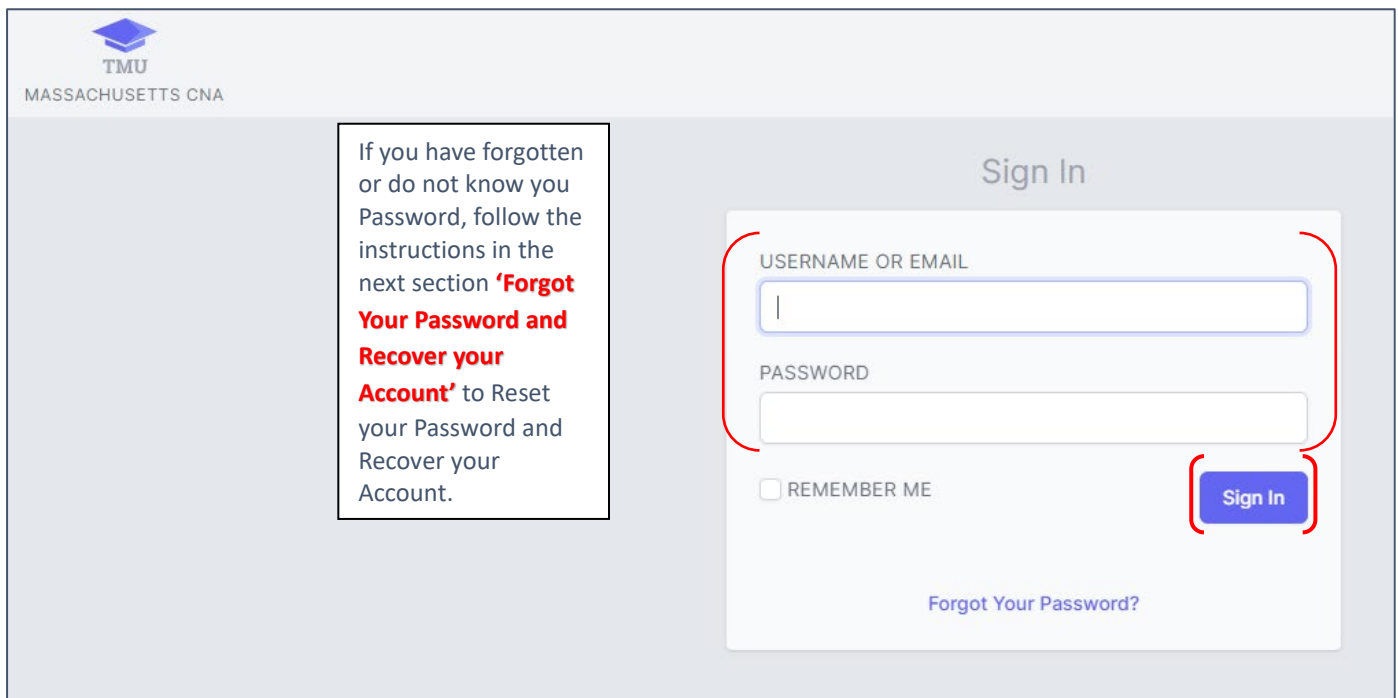 TMU
MASSACHUSETTS CNA
If you have forgotten
or do not know you
Password, follow the
instructions in the
next section ‘Forgot
Your Password and
Recover your
Account’ to Reset
your Password and
Recover your
Account.
Sign In
USERNAME OR EMAIL
PASSWORD
REMEMBER ME
Sign In
Forgot Your Password?